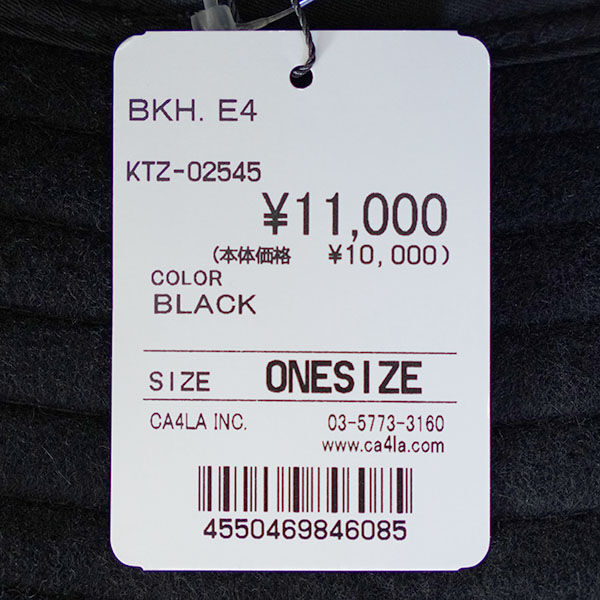 BKH. E4
KTZ-02545
¥11,000
(本体価格 ¥10,000)
COLOR
BLACK
SIZE ONESIZE
CA4LA INC. 03-5773-3160
www.ca4la.com
4550469846085